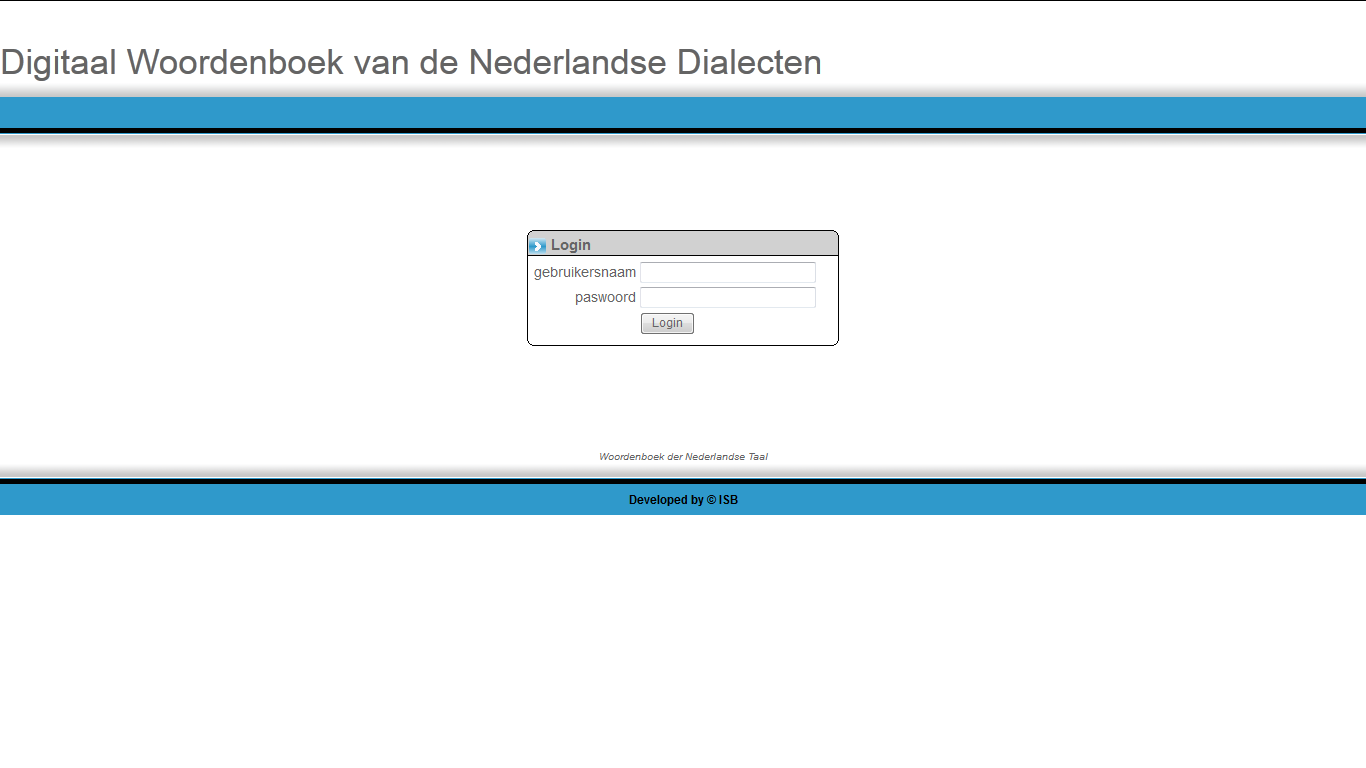 Digitaal Woordenboek van de Nederlandse Dialecten
Login
gebruikersnaam
paswoord
Login
Woordenboek der Nederlandse Taal
Developed by © ISB